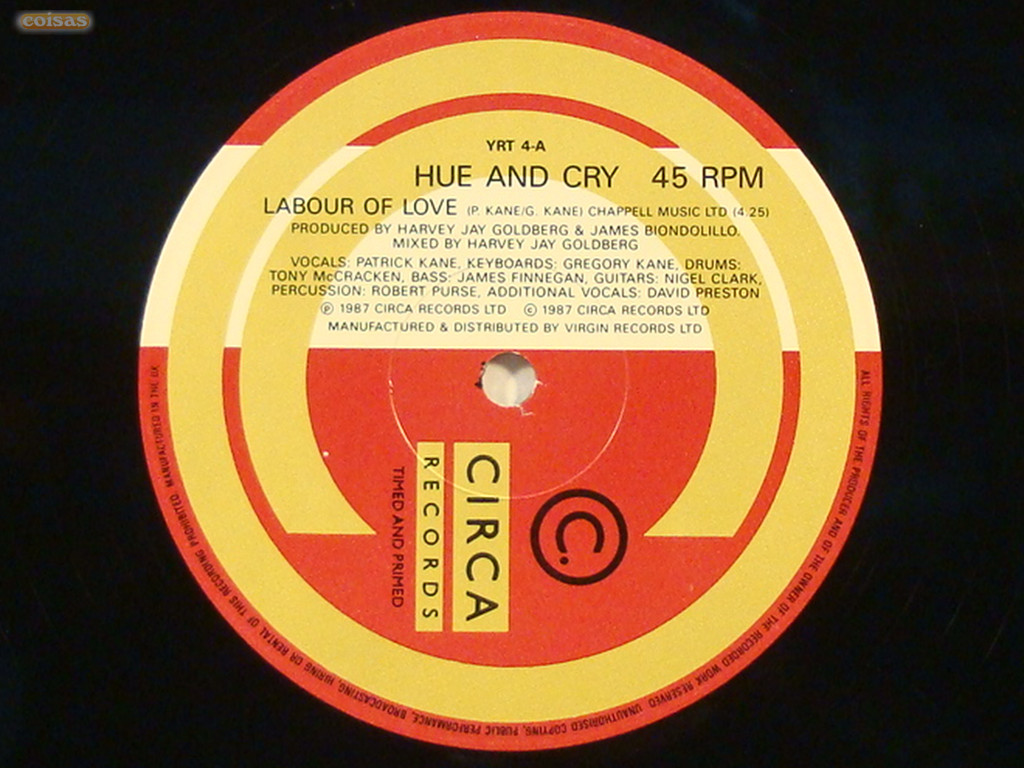 coisas
YRT 4-A
HUE AND CRY 45 RPM
LABOUR OF LOVE (P. KANE/G. KANE) CHAPPELL MUSIC LTD (4.25)
PRODUCED BY HARVEY JAY GOLDBERG & JAMES BIONDOLILLO.
MIXED BY HARVEY JAY GOLDBERG
VOCALS: PATRICK KANE, KEYBOARDS: GREGORY KANE, DRUMS:
TONY McCRACKEN, BASS: JAMES FINNEGAN, GUITARS: NIGEL CLARK,
PERCUSSION: ROBERT PURSE, ADDITIONAL VOCALS: DAVID PRESTON
℗ 1987 CIRCA RECORDS LTD © 1987 CIRCA RECORDS LTD
MANUFACTURED & DISTRIBUTED BY VIRGIN RECORDS LTD
C.
CIRCA
RECORDS
TIMED AND PRIMED
ALL RIGHTS OF THE PRODUCER AND OF THE OWNER OF THE RECORDED WORK RESERVED. UNAUTHORISED COPYING, PUBLIC PERFORMANCE, BROADCASTING, HIRING OR RENTAL OF THIS RECORDING PROHIBITED. MANUFACTURED IN THE UK